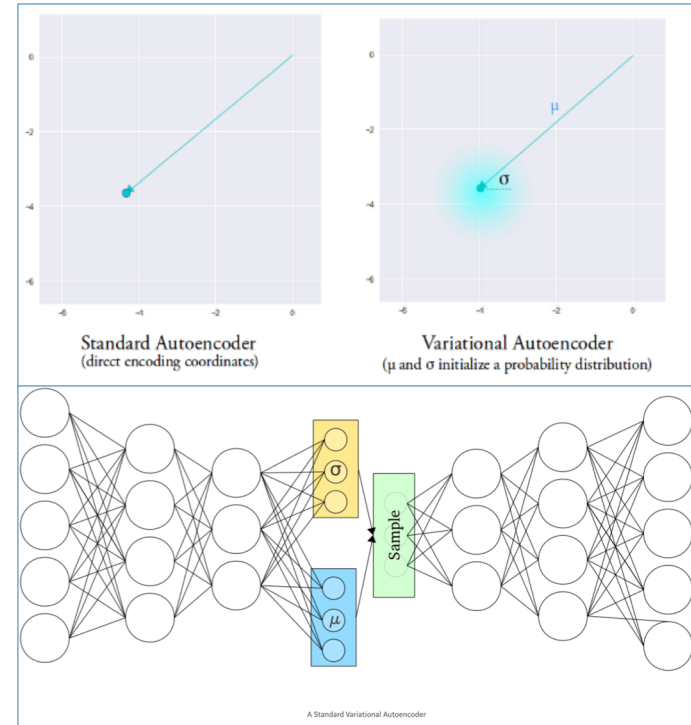 0
-2
-4
-6
-6
-4
-2
0
Standard Autoencoder
(direct encoding coordinates)
0
-2
-4
-6
μ
σ
-6
-4
-2
0
Variational Autoencoder
(μ and σ initialize a probability distribution)
σ
μ
Sample
A Standard Variational Autoencoder